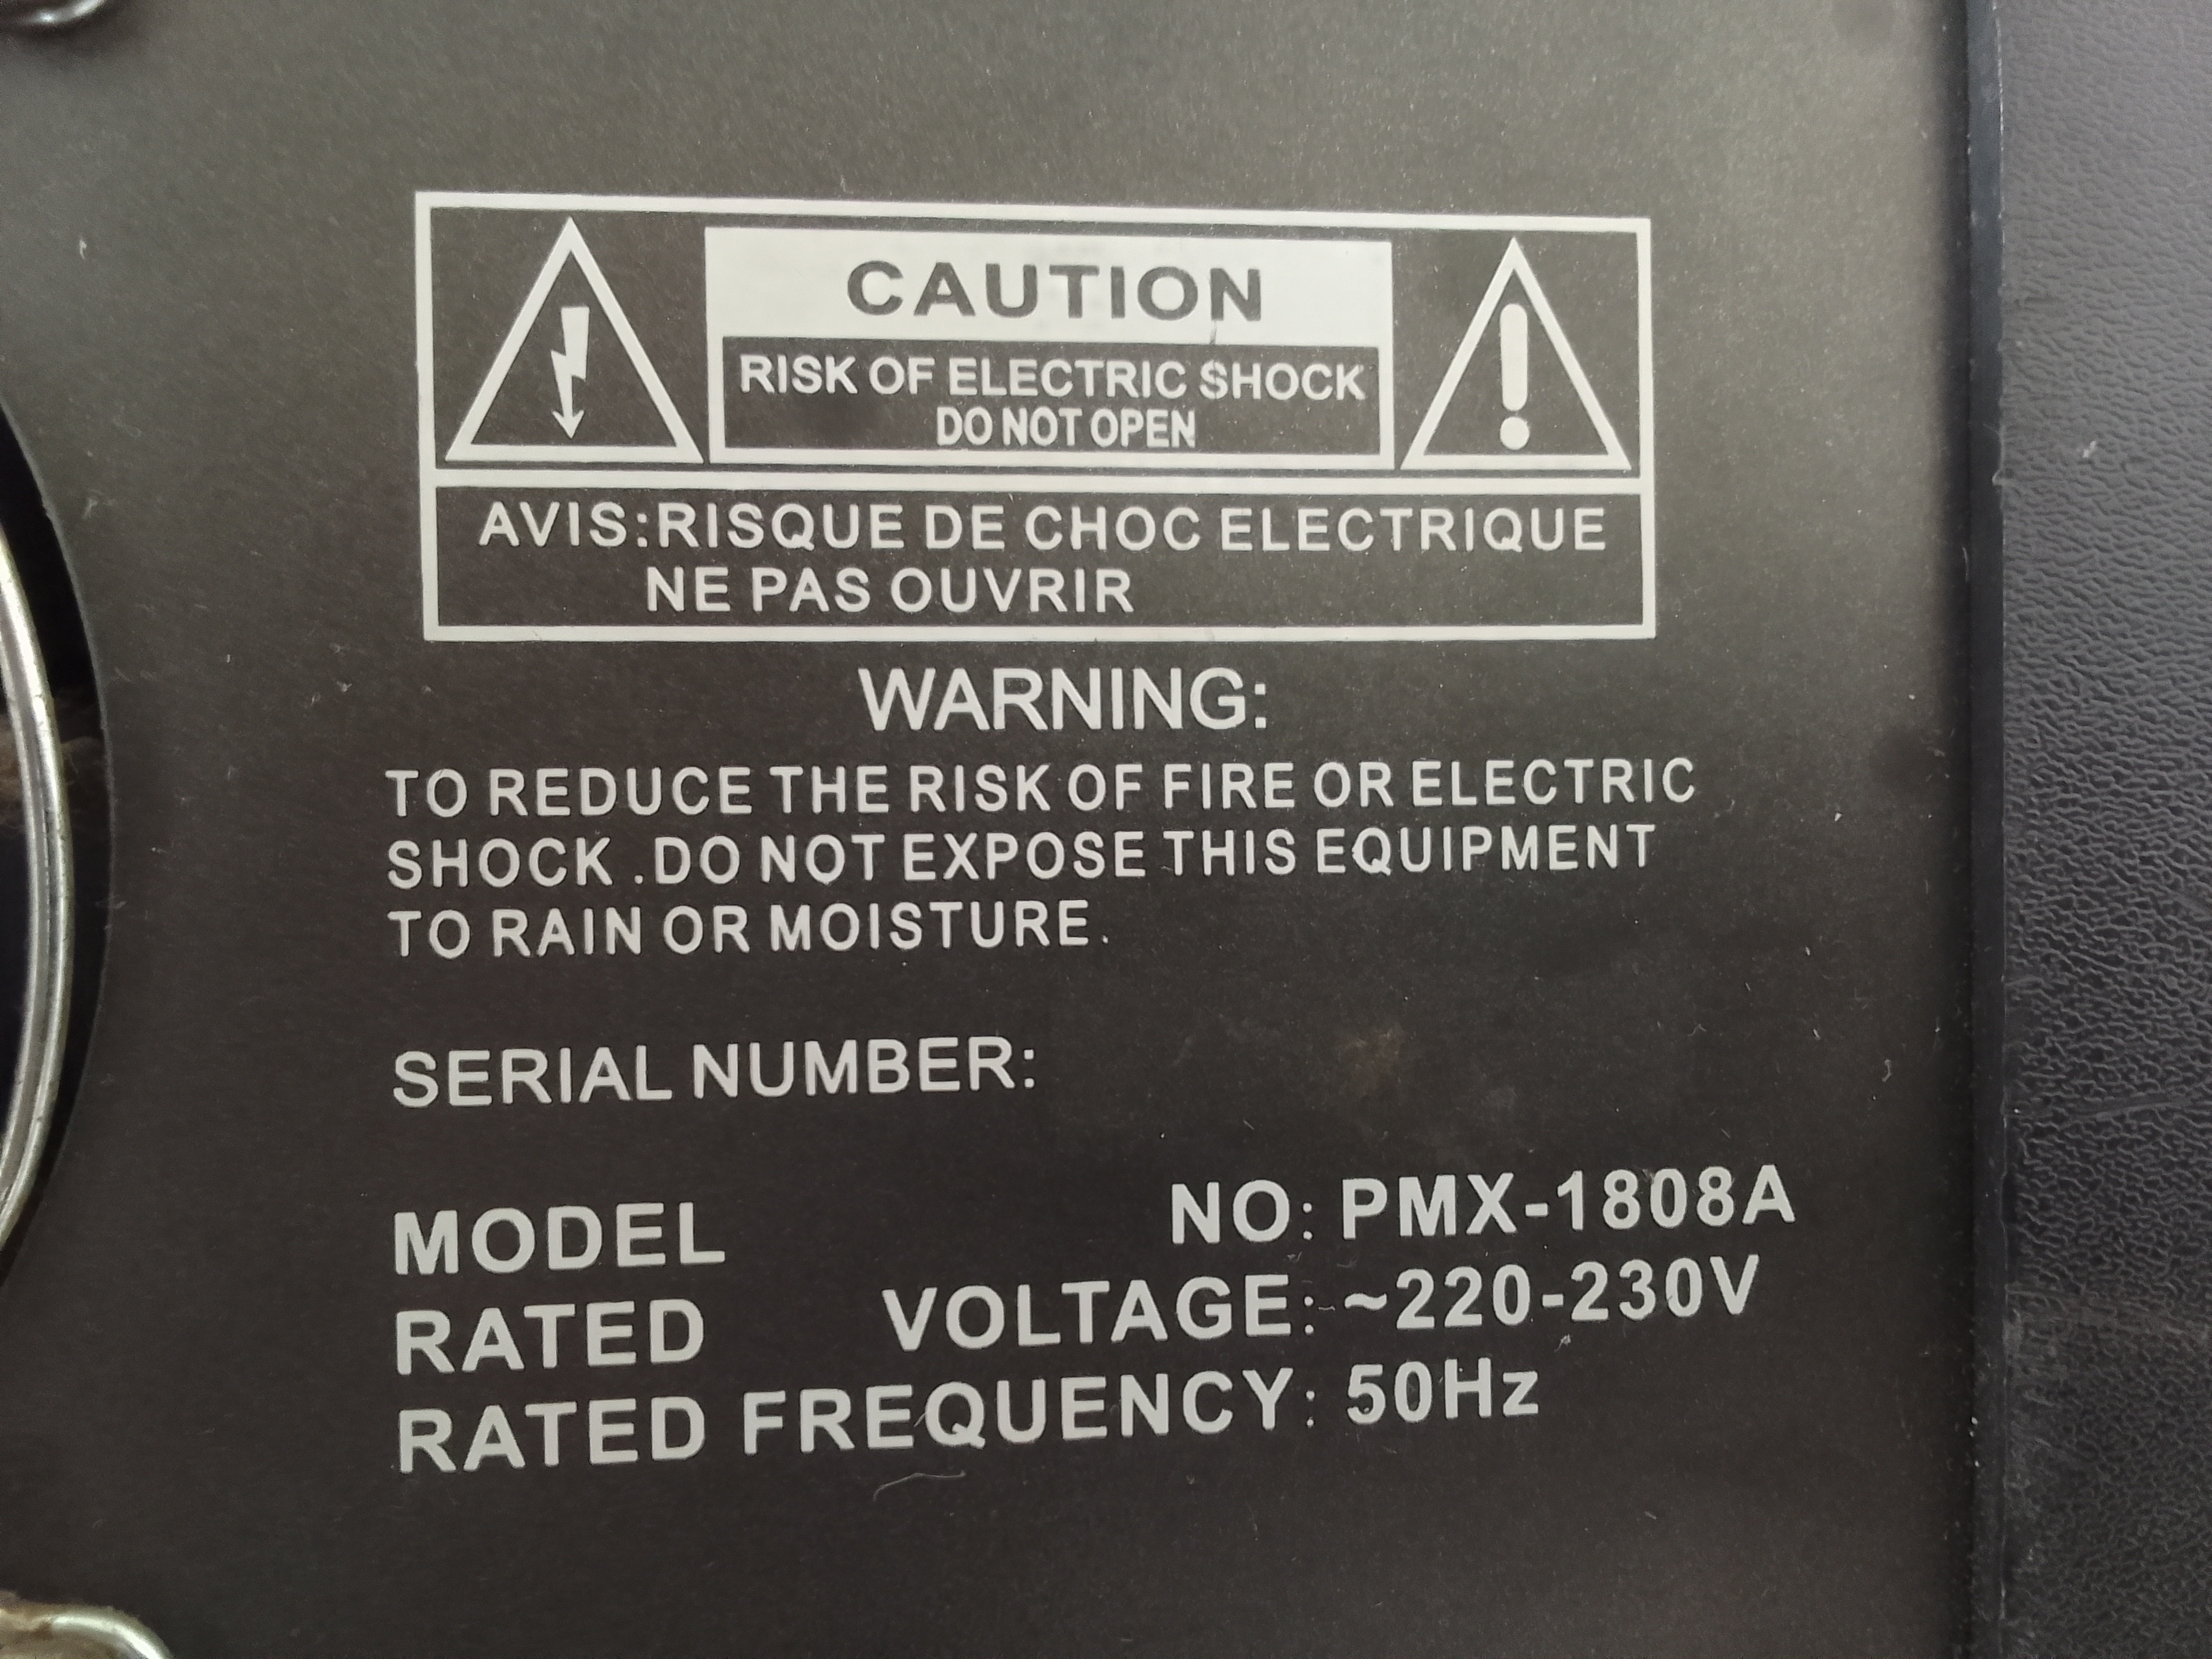 CAUTION
RISK OF ELECTRIC SHOCK
DO NOT OPEN
AVIS:RISQUE DE CHOC ELECTRIQUE
NE PAS OUVRIR
WARNING:
TO REDUCE THE RISK OF FIRE OR ELECTRIC
SHOCK .DO NOT EXPOSE THIS EQUIPMENT
TO RAIN OR MOISTURE.
SERIAL NUMBER:
MODEL NO: PMX-1808A
RATED VOLTAGE: ~220-230V
RATED FREQUENCY: 50Hz